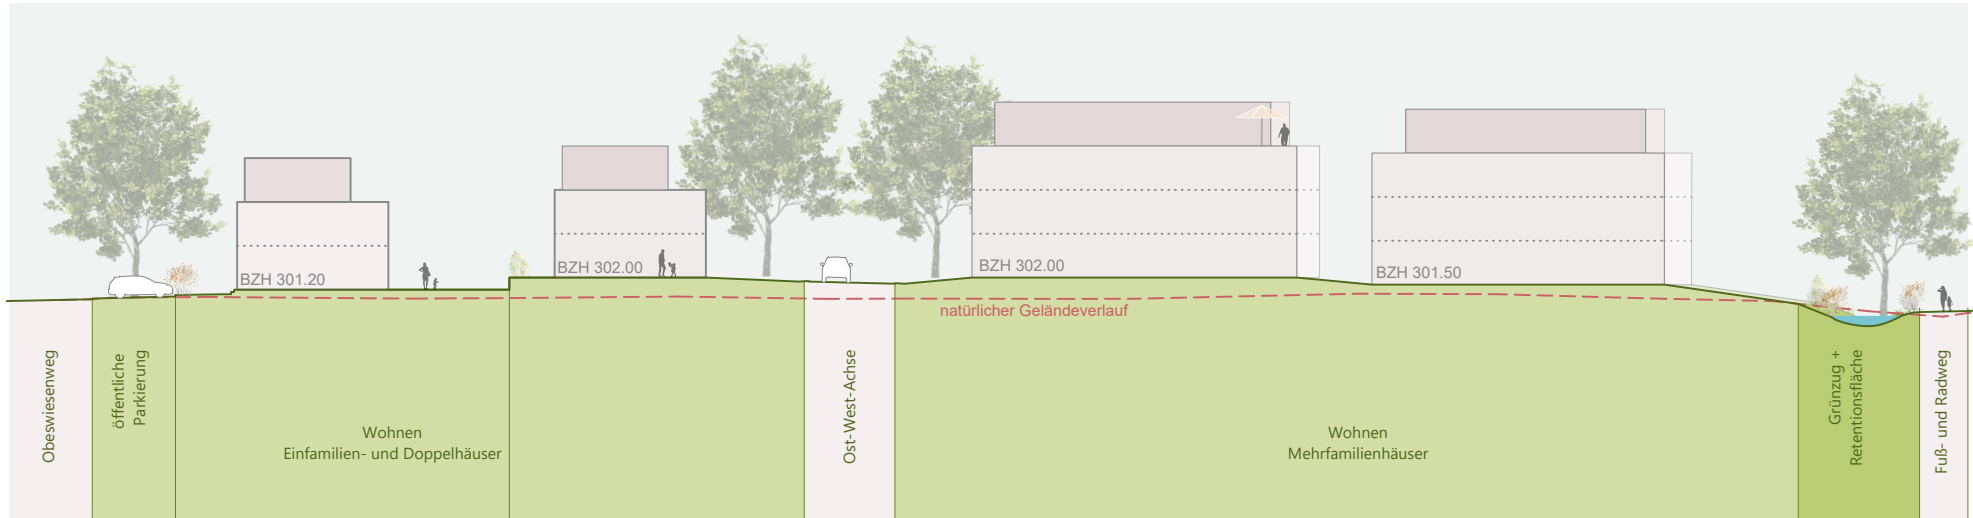 BZH 301.20
BZH 302.00
BZH 302.00
BZH 301.50
natürlicher Geländeverlauf
Obeswiesenweg
öffentliche
Parkierung
Wohnen
Einfamilien- und Doppelhäuser
Ost-West-Achse
Wohnen
Mehrfamilienhäuser
Grünzug +
Retentionsfläche
Fuß- und Radweg